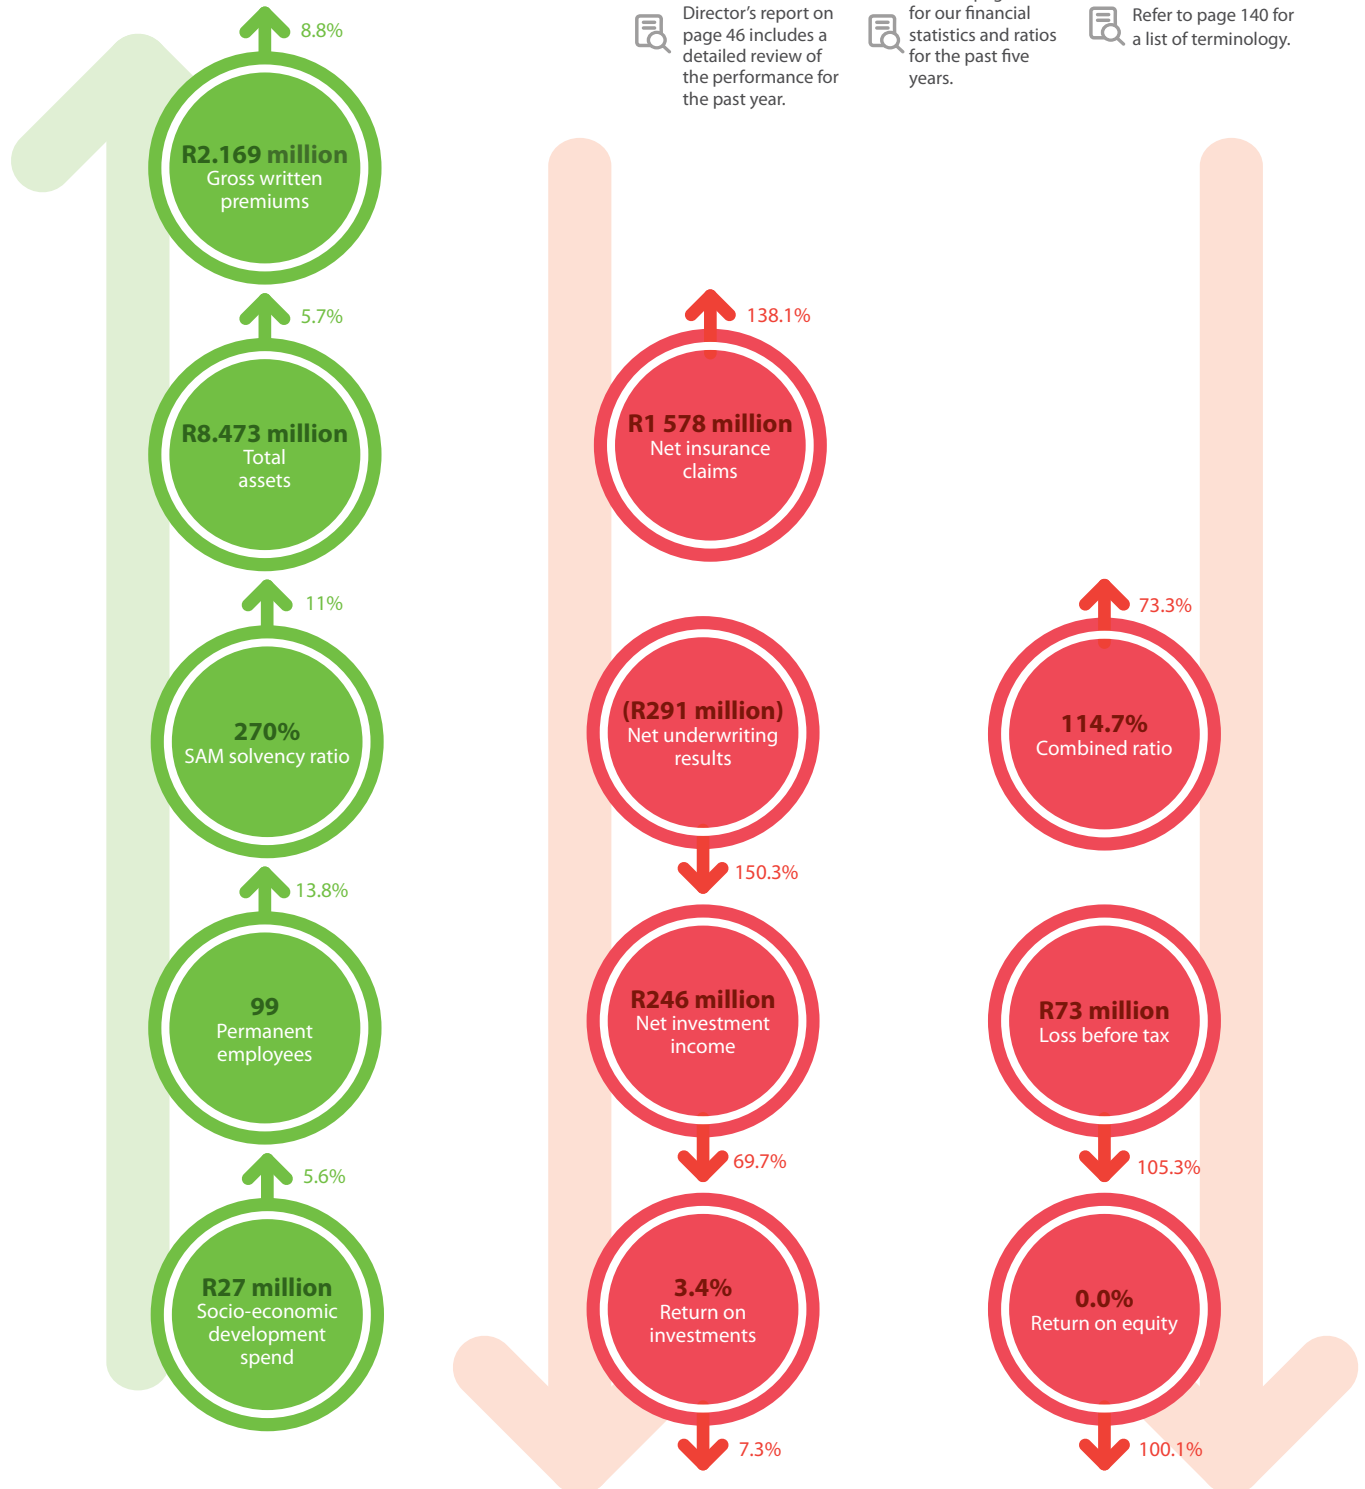 8.8%
R2.169 million
Gross written
premiums
5.7%
R8.473 million
Total
assets
11%
270%
SAM solvency ratio
13.8%
99
Permanent
employees
5.6%
R27 million
Socio-economic
development
spend
Director’s report on
page 46 includes a
detailed review of
the performance for
the past year.
for our financial
statistics and ratios
for the past five
years.
Refer to page 140 for
a list of terminology.
138.1%
R1 578 million
Net insurance
claims
(R291 million)
Net underwriting
results
150.3%
R246 million
Net investment
income
69.7%
3.4%
Return on
investments
7.3%
73.3%
114.7%
Combined ratio
R73 million
Loss before tax
105.3%
0.0%
Return on equity
100.1%